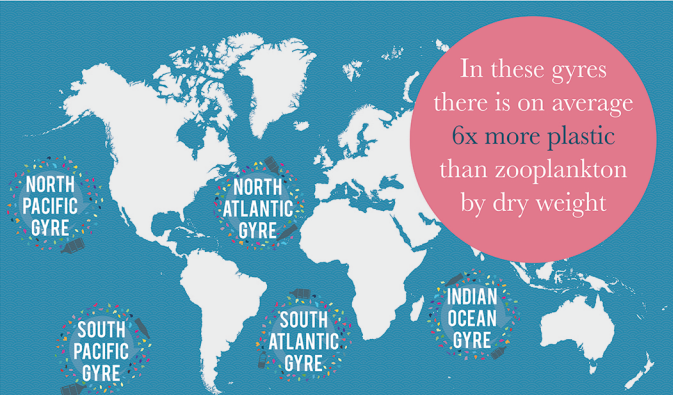 In these gyres
there is on average
6x more plastic
than zooplankton
by dry weight
NORTH
PACIFIC
GYRE
NORTH
ATLANTIC
GYRE
SOUTH
PACIFIC
GYRE
SOUTH
ATLANTIC
GYRE
INDIAN
OCEAN
GYRE